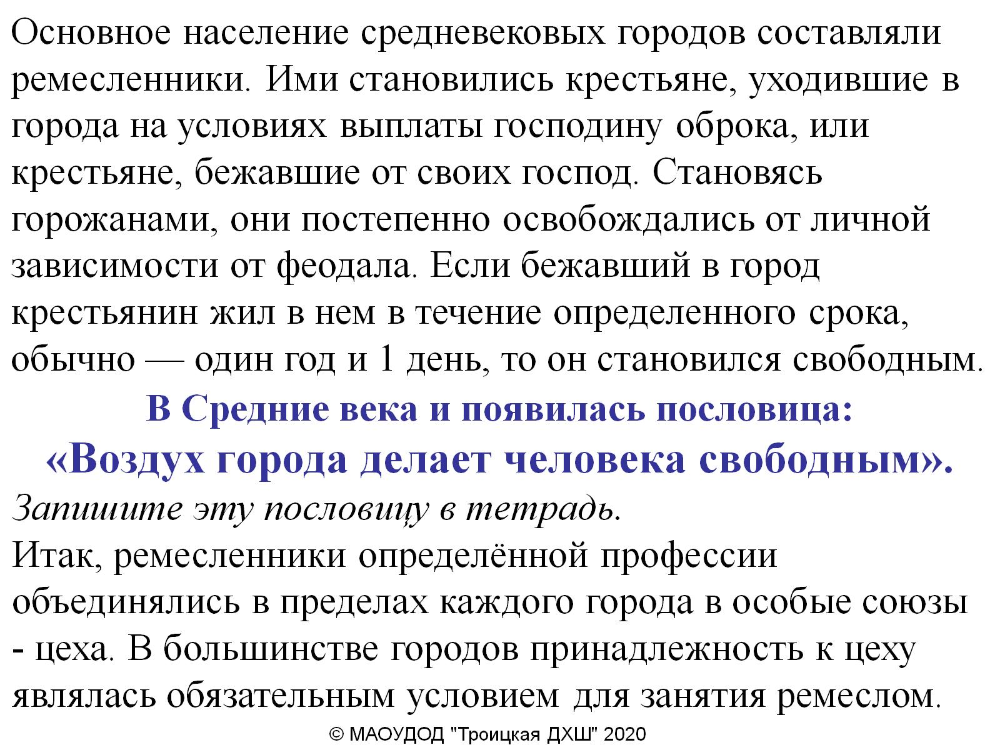 Основное население средневековых городов составляли
ремесленники. Ими становились крестьяне, уходившие в
города на условиях выплаты господину оброка, или
крестьяне, бежавшие от своих господ. Становясь
горожанами, они постепенно освобождались от личной
зависимости от феодала. Если бежавший в город
крестьянин жил в нем в течение определенного срока,
обычно — один год и 1 день, то он становился свободным.
В Средние века и появилась пословица:
«Воздух города делает человека свободным».
Запишите эту пословицу в тетрадь.
Итак, ремесленники определённой профессии
объединялись в пределах каждого города в особые союзы
- цеха. В большинстве городов принадлежность к цеху
являлась обязательным условием для занятия ремеслом.
© МАОУДОД "Троицкая ДХШ" 2020